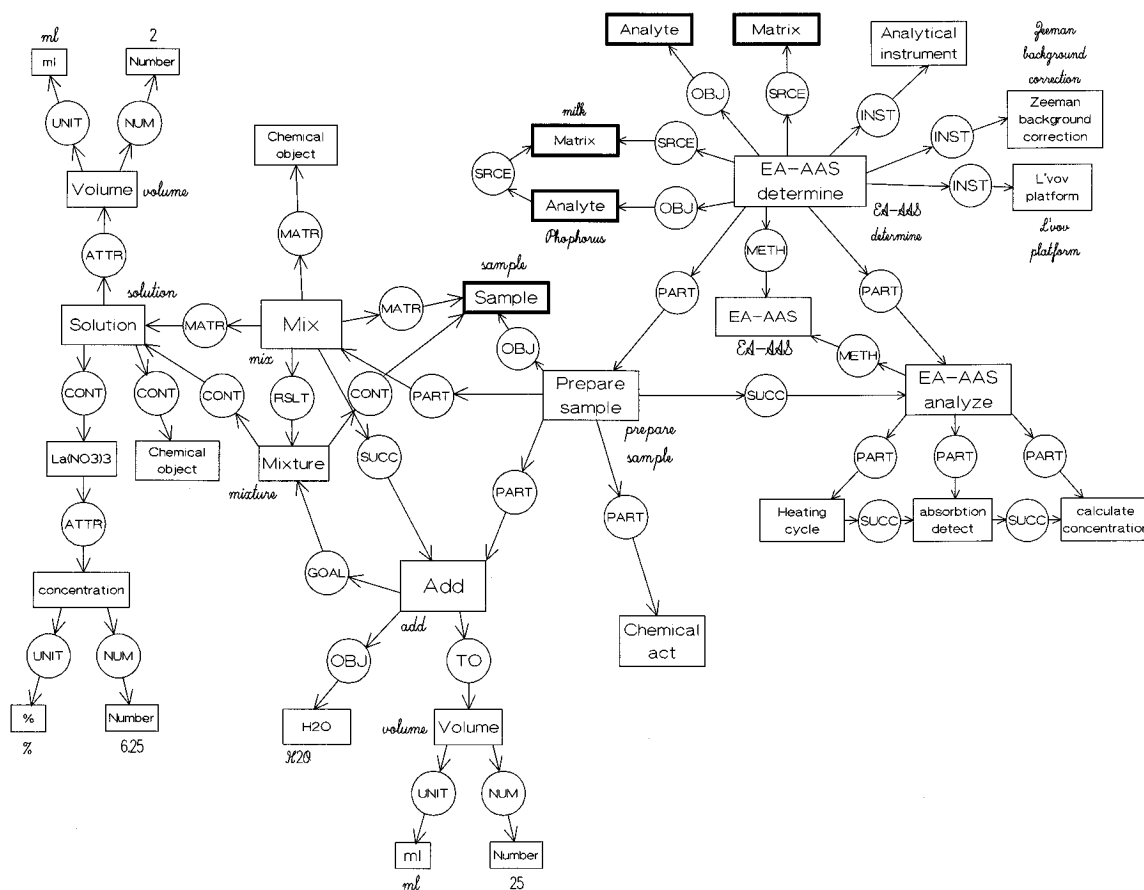 ml
2
Analyte
Matrix
Analytical
instrument
Zeeman
background
correction
ml
Number
OBJ
SRCE
INST
UNIT
NUM
milk
Matrix
SRCE
INST
Zeeman
background
correction
Chemical
object
SRCE
EA-AAS
determine
INST
L'vov
platform
Volume
volume
Analyte
OBJ
Phophorus
EA-AAS
determine
L'vov
platform
MATR
METH
ATTR
sample
PART
PART
solution
Sample
Solution
MATR
Mix
MATR
EA-AAS
EA-AAS
mix
OBJ
METH
CONT
CONT
CONT
RSLT
CONT
PART
Prepare
sample
SUCC
EA-AAS
analyze
prepare
sample
La(NO3)3
Chemical
object
Mixture
mixture
SUCC
PART
PART
PART
PART
PART
ATTR
Heating
cycle
SUCC
absorbtion
detect
SUCC
calculate
concentration
GOAL
concentration
Add
add
Chemical
act
UNIT
NUM
OBJ
TO
%
Number
H2O
volume
Volume
%
6.25
H2O
UNIT
NUM
ml
Number
ml
25